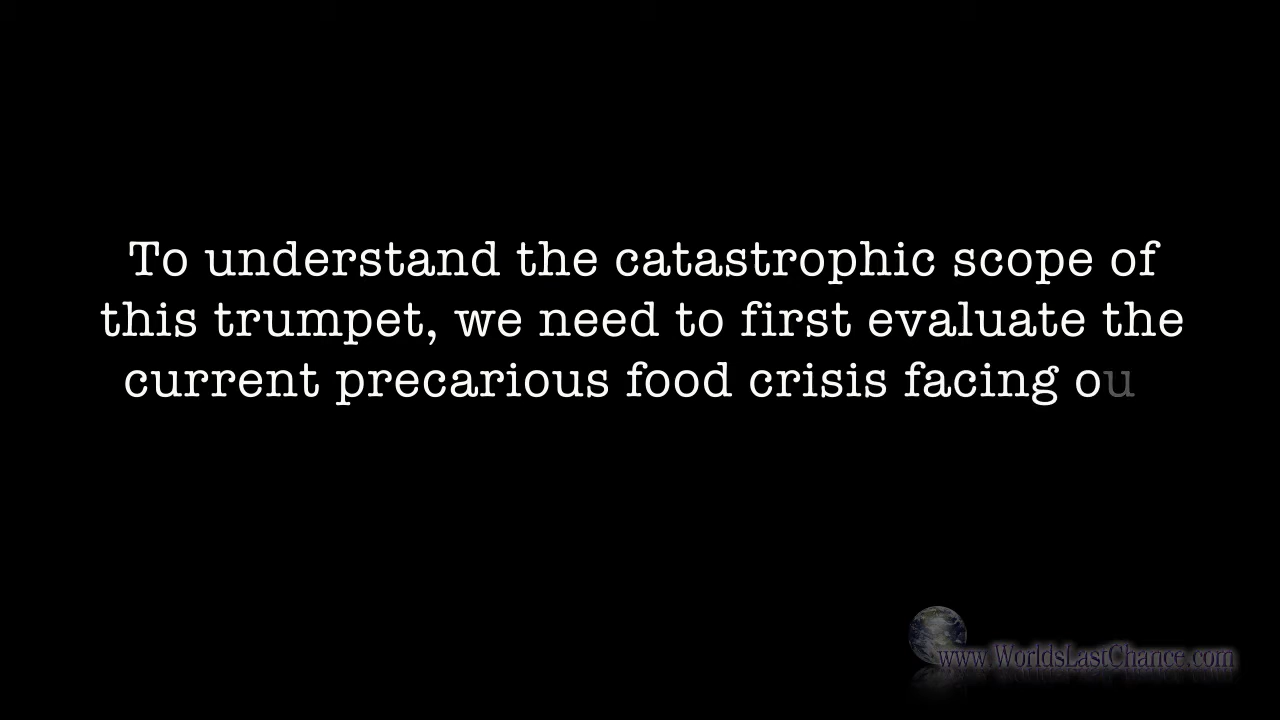 To understand the catastrophic scope of
this trumpet, we need to first evaluate the
current precarious food crisis facing ou
www.WorldsLastChance.com